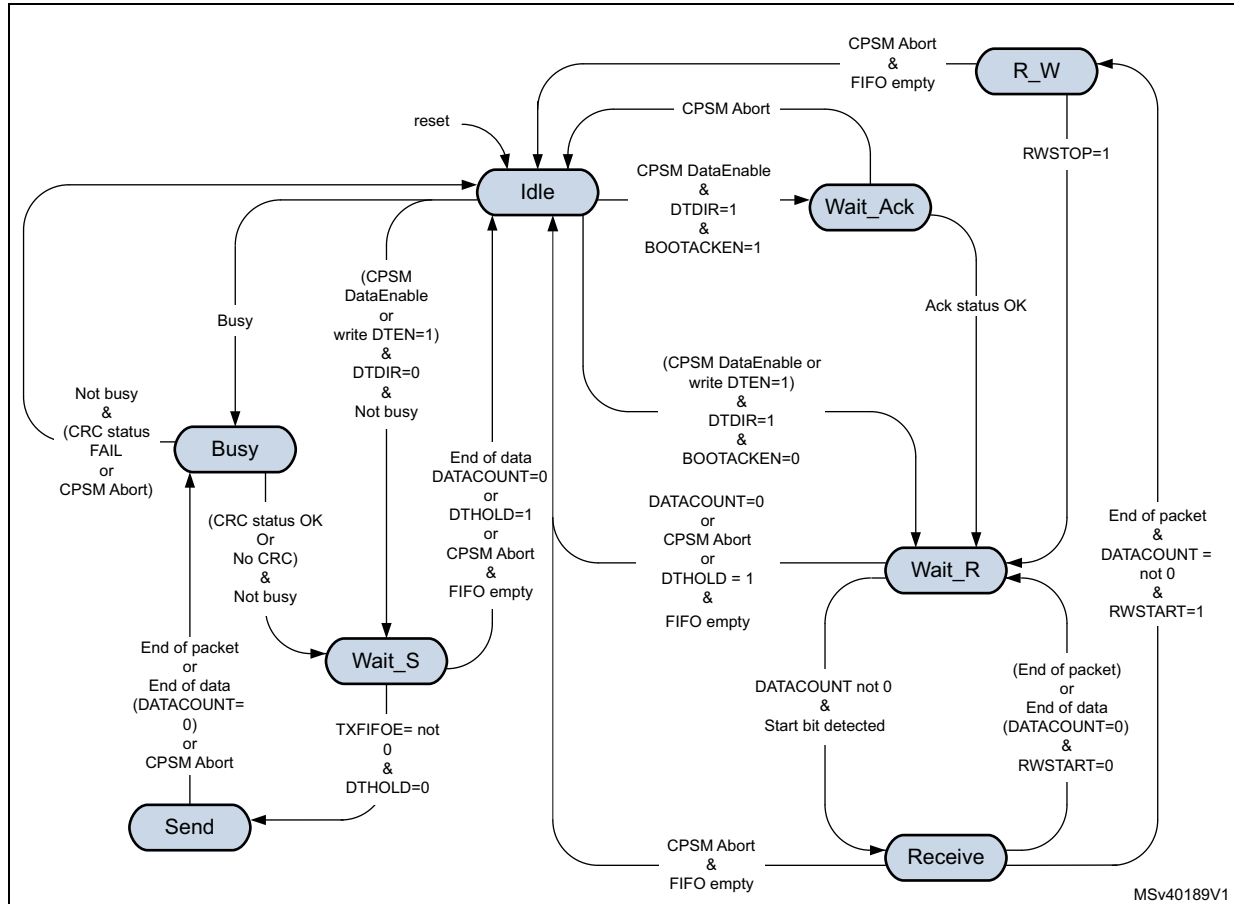 CPSM Abort
&
FIFO empty
R_W
CPSM Abort
reset
RWSTOP=1
Idle
CPSM DataEnable
&
DTDIR=1
&
BOOTACKEN=1
Wait_Ack
(CPSM
DataEnable
or
write DTEN=1)
&
DTDIR=0
&
Not busy
Busy
Ack status OK
(CPSM DataEnable or
write DTEN=1)
&
DTDIR=1
&
BOOTACKEN=0
Not busy
&
(CRC status
FAIL
or
CPSM Abort)
Busy
End of data
DATACOUNT=0
or
DTHOLD=1
or
CPSM Abort
&
FIFO empty
(CRC status OK
Or
No CRC)
&
Not busy
DATACOUNT=0
or
CPSM Abort
or
DTHOLD = 1
&
FIFO empty
Wait_R
End of packet
&
DATACOUNT =
not 0
&
RWSTART=1
Wait_S
End of packet
or
End of data
(DATACOUNT=
0)
or
CPSM Abort
TXFIFOE= not
0
&
DTHOLD=0
DATACOUNT not 0
&
Start bit detected
(End of packet)
or
End of data
(DATACOUNT=0)
&
RWSTART=0
Send
CPSM Abort
&
FIFO empty
Receive
MSv40189V1